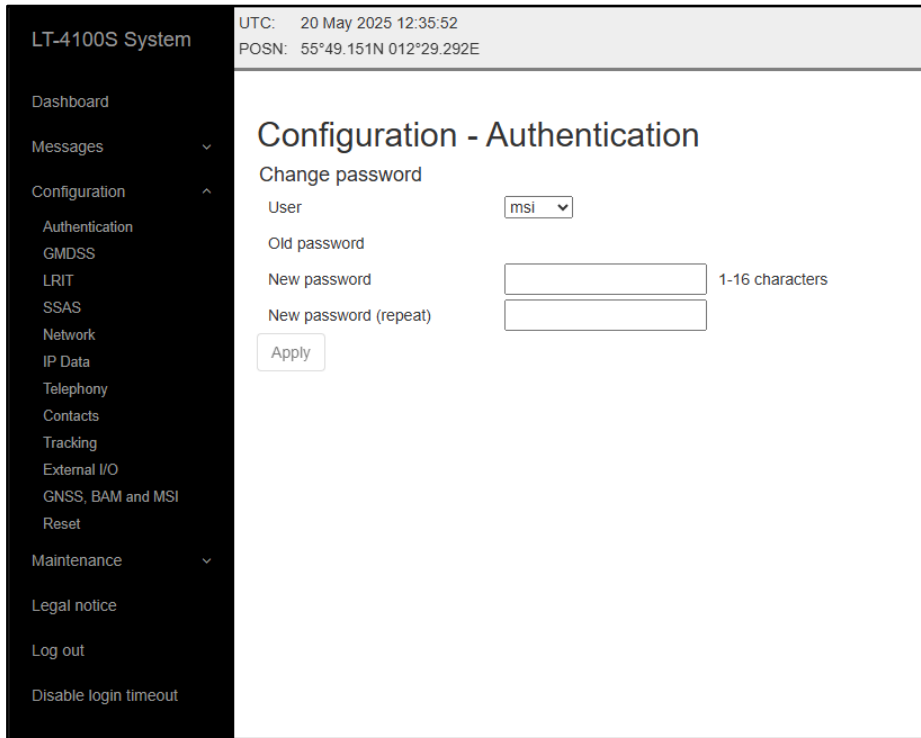 LT-4100S System
UTC: 20 May 2025 12:35:52
POSN: 55°49.151N 012°29.292E
Dashboard
Messages
Configuration
Authentication
GMDSS
LRIT
SSAS
Network
IP Data
Telephony
Contacts
Tracking
External I/O
GNSS, BAM and MSI
Reset
Maintenance
Legal notice
Log out
Disable login timeout
Configuration - Authentication
Change password
User msi
Old password
New password 1-16 characters
New password (repeat)
Apply